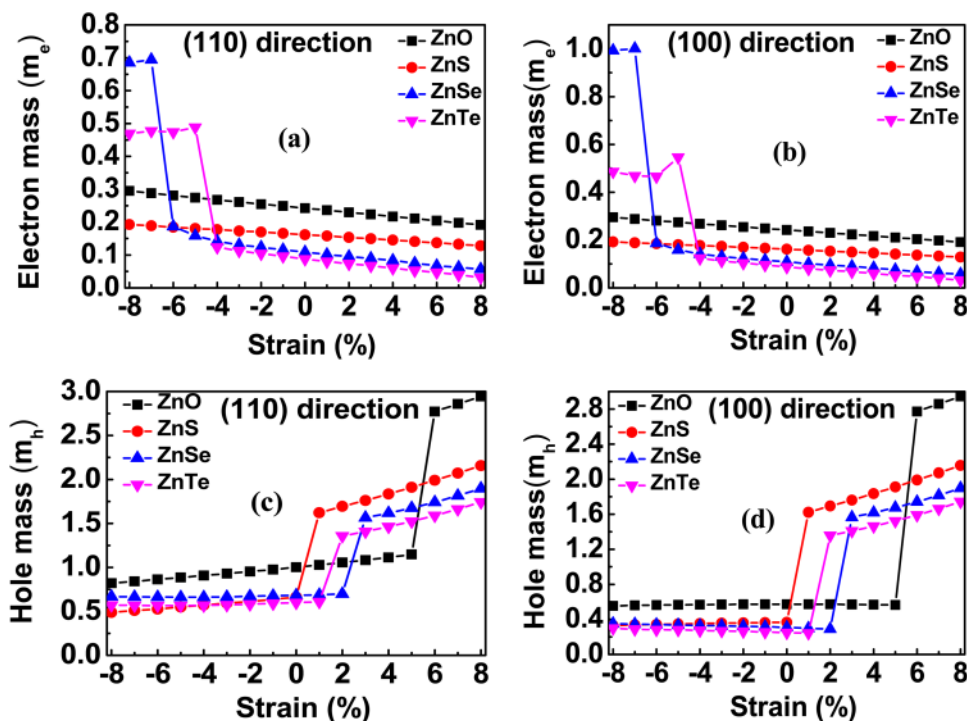 (110) direction
ZnO
ZnS
ZnSe
ZnTe
(a)
Electron mass (me)
0.8
0.7
0.6
0.5
0.4
0.3
0.2
0.1
0.0
-8 -6 -4 -2 0 2 4 6 8
Strain (%)
(100) direction
ZnO
ZnS
ZnSe
ZnTe
(b)
Electron mass(me)
1.0
0.8
0.6
0.4
0.2
0.0
-8 -6 -4 -2 0 2 4 6 8
Strain (%)
(110) direction
ZnO
ZnS
ZnSe
ZnTe
(c)
Hole mass (mh)
3.0
2.5
2.0
1.5
1.0
0.5
0.0
-8 -6 -4 -2 0 2 4 6 8
Strain (%)
(100) direction
ZnO
ZnS
ZnSe
ZnTe
(d)
Hole mass(mh)
2.8
2.4
2.0
1.6
1.2
0.8
0.4
0.0
-8 -6 -4 -2 0 2 4 6 8
Strain (%)